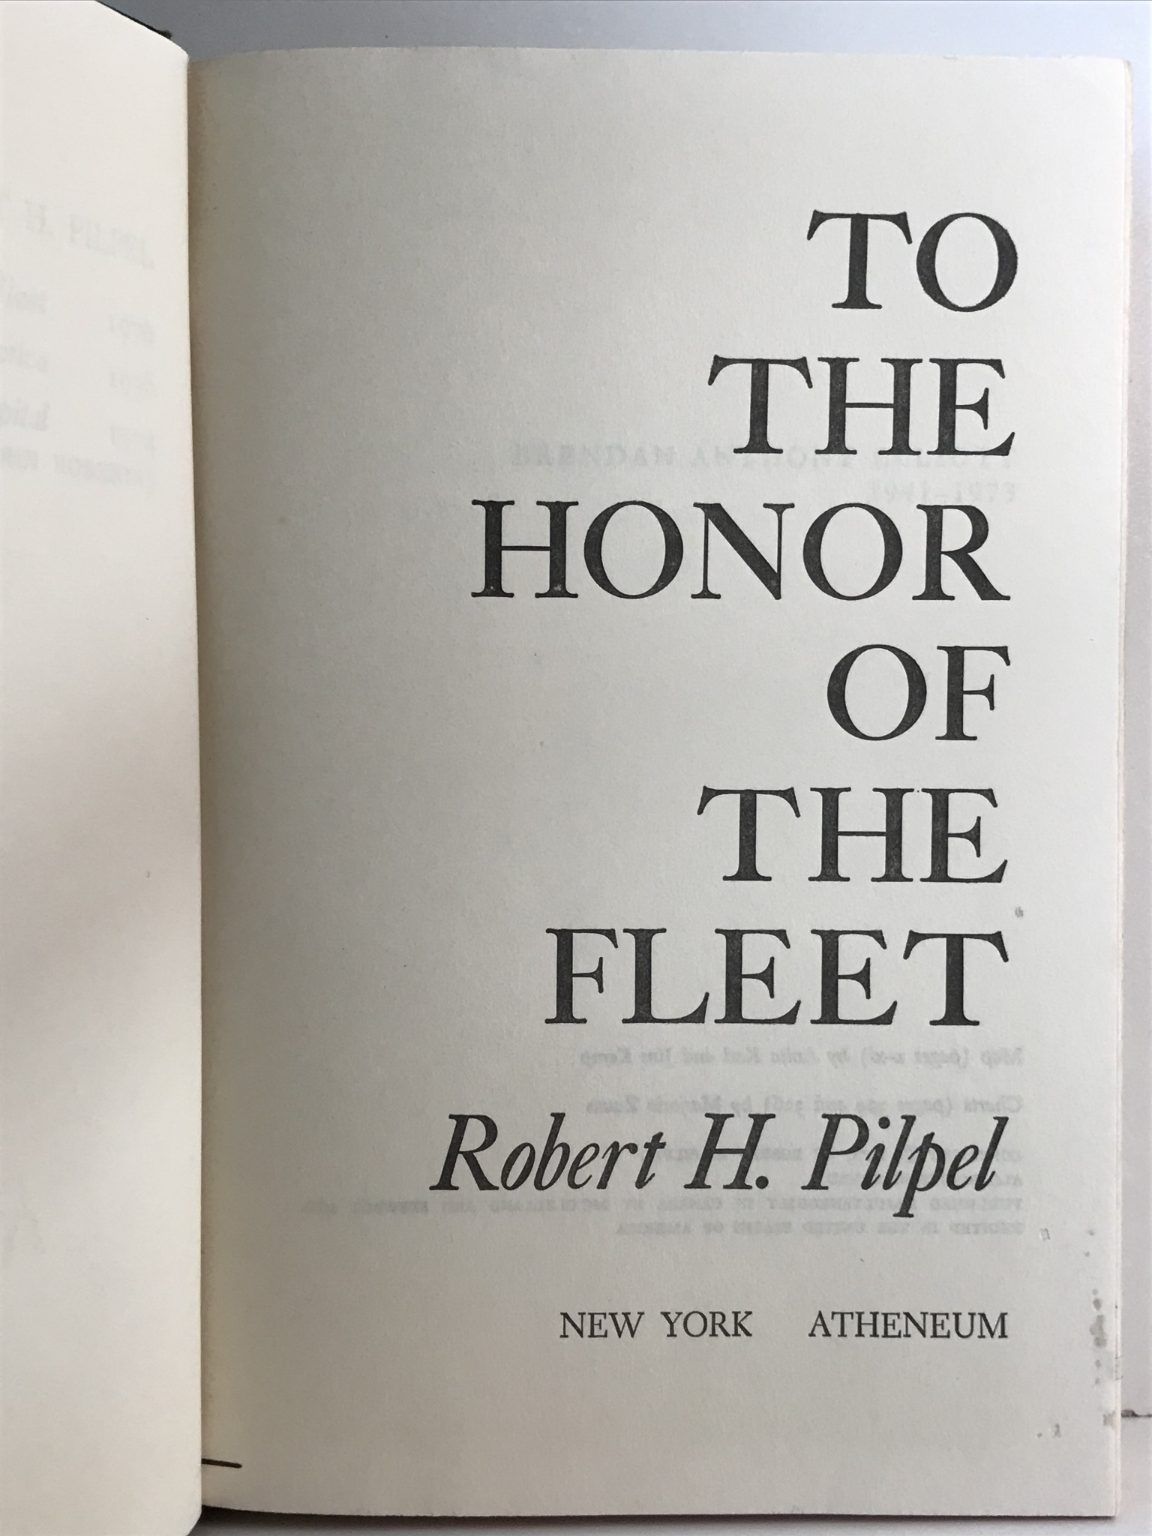 TO
THE
HONOR
OF
THE
FLEET
Robert H. Pilpel
NEW YORK ATHENEUM